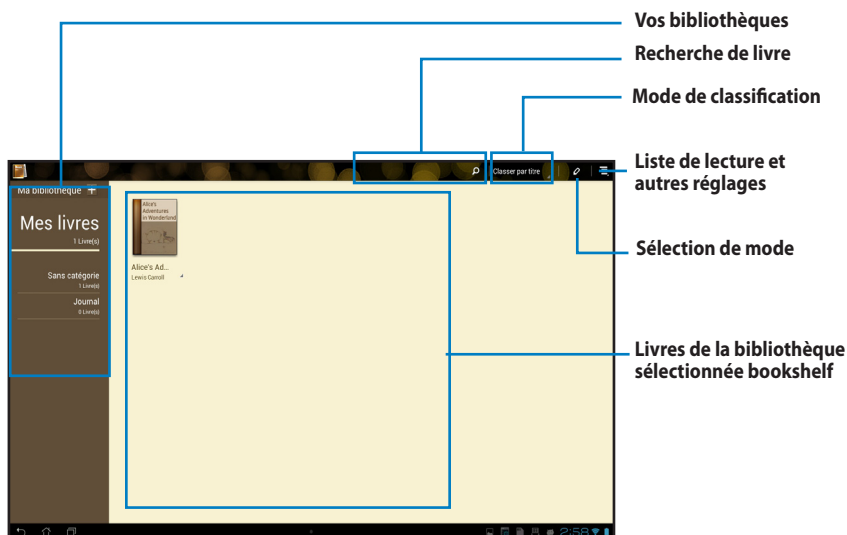 Vos bibliothèques
Recherche de livre
Mode de classification
Liste de lecture et
autres réglages
Sélection de mode
Livres de la bibliothèque
sélectionnée bookshelf
Classer par titre
Ma bibliothèque
Mes livres
1 Livre(s)
Sans catégorie
1 Livre(s)
Journal
0 Livre(s)
Alice's
Adventures
in Wonderland
Alice's Ad...
Lewis Carroll
2:58